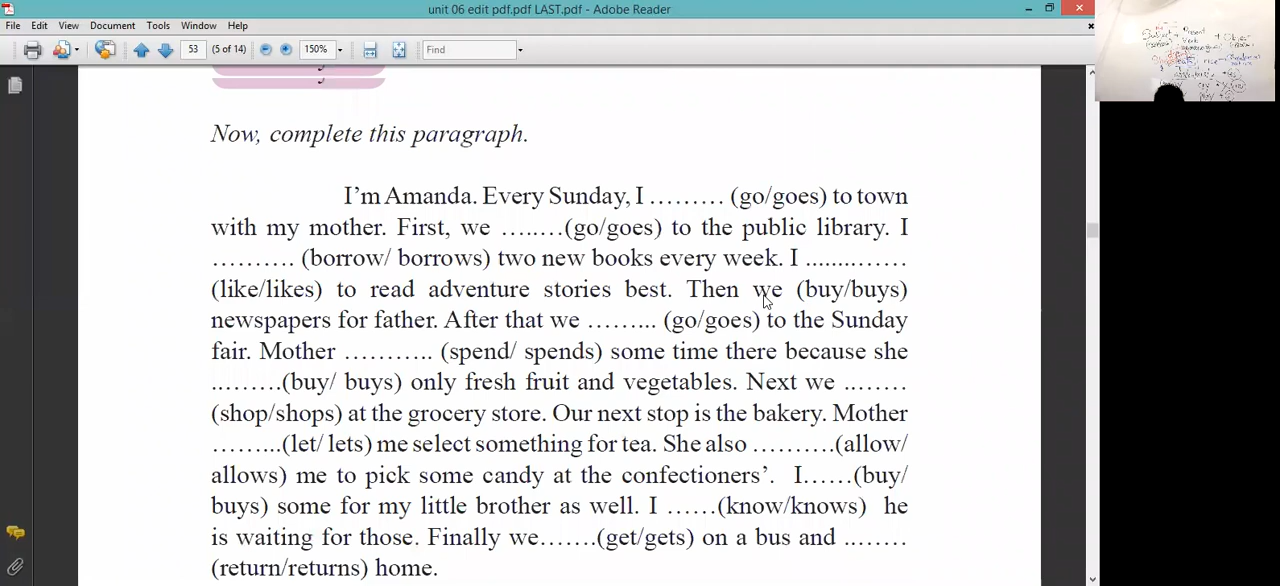 unit 06 edit pdf.pdf LAST.pdf - Adobe Reader
File Edit View Document Tools Window Help
53 (5 of 14) 150% Find
Now, complete this paragraph.
I'm Amanda. Every Sunday, I ……… (go/goes) to town
with my mother. First, we …..…(go/goes) to the public library. I
………. (borrow/ borrows) two new books every week. I ........……
(like/likes) to read adventure stories best. Then we (buy/buys)
newspapers for father. After that we ……... (go/goes) to the Sunday
fair. Mother ……….. (spend/ spends) some time there because she
..…….(buy/ buys) only fresh fruit and vegetables. Next we ..……
(shop/shops) at the grocery store. Our next stop is the bakery. Mother
……...(let/ lets) me select something for tea. She also ……….(allow/
allows) me to pick some candy at the confectioners’. I……(buy/
buys) some for my little brother as well. I ……(know/knows) he
is waiting for those. Finally we…….(get/gets) on a bus and ..……
(return/returns) home.